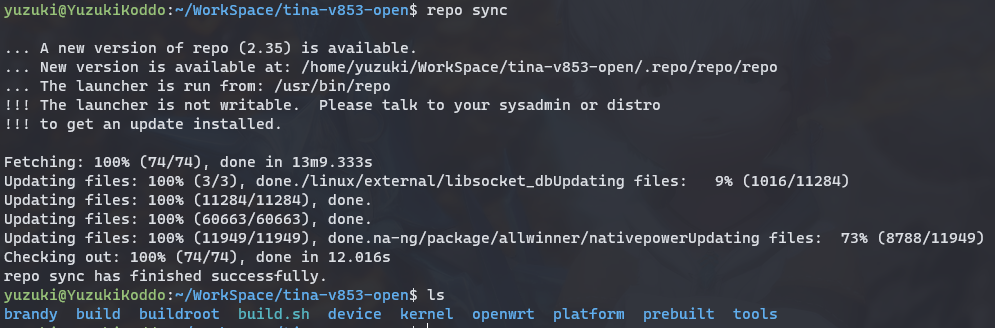 yuzuki@YuzukiKoddo:~/WorkSpace/tina-v853-open$ repo sync
... A new version of repo (2.35) is available.
... New version is available at: /home/yuzuki/WorkSpace/tina-v853-open/.repo/repo/repo
... The launcher is run from: /usr/bin/repo
!!! The launcher is not writable.  Please talk to your sysadmin or distro
!!! to get an update installed.
Fetching: 100% (74/74), done in 13m9.333s
Updating files: 100% (3/3), done./linux/external/libsocket_dbUpdating files:   9% (1016/11284)
Updating files: 100% (11284/11284), done.
Updating files: 100% (60663/60663), done.
Updating files: 100% (11949/11949), done.na-ng/package/allwinner/nativepowerUpdating files:  73% (8788/11949)
Checking out: 100% (74/74), done in 12.016s
repo sync has finished successfully.
yuzuki@YuzukiKoddo:~/WorkSpace/tina-v853-open$ ls
brandy  build  buildroot  build.sh  device  kernel  openwrt  platform  prebuilt  tools